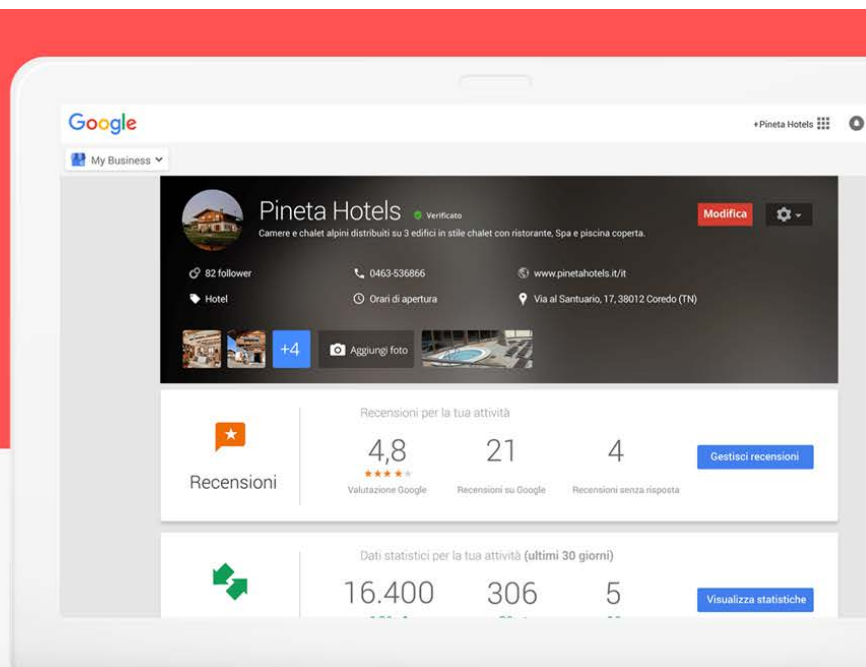 Google
+Pineta Hotels
My Business
Pineta Hotels Verificato
Camere e chalet alpini distribuiti su 3 edifici in stile chalet con ristorante, Spa e piscina coperta.
Modifica
82 follower
0463-536866
www.pinetahotels.it/it
Hotel
Orari di apertura
Via al Santuario, 17, 38012 Coredo (TN)
+4
Aggiungi foto
Recensioni per la tua attività
Recensioni
4,8
21
4
Valutazione Google
Recensioni su Google
Recensioni senza risposta
Gestisci recensioni
Dati statistici per la tua attività (ultimi 30 giorni)
16.400
306
5
Visualizza statistiche